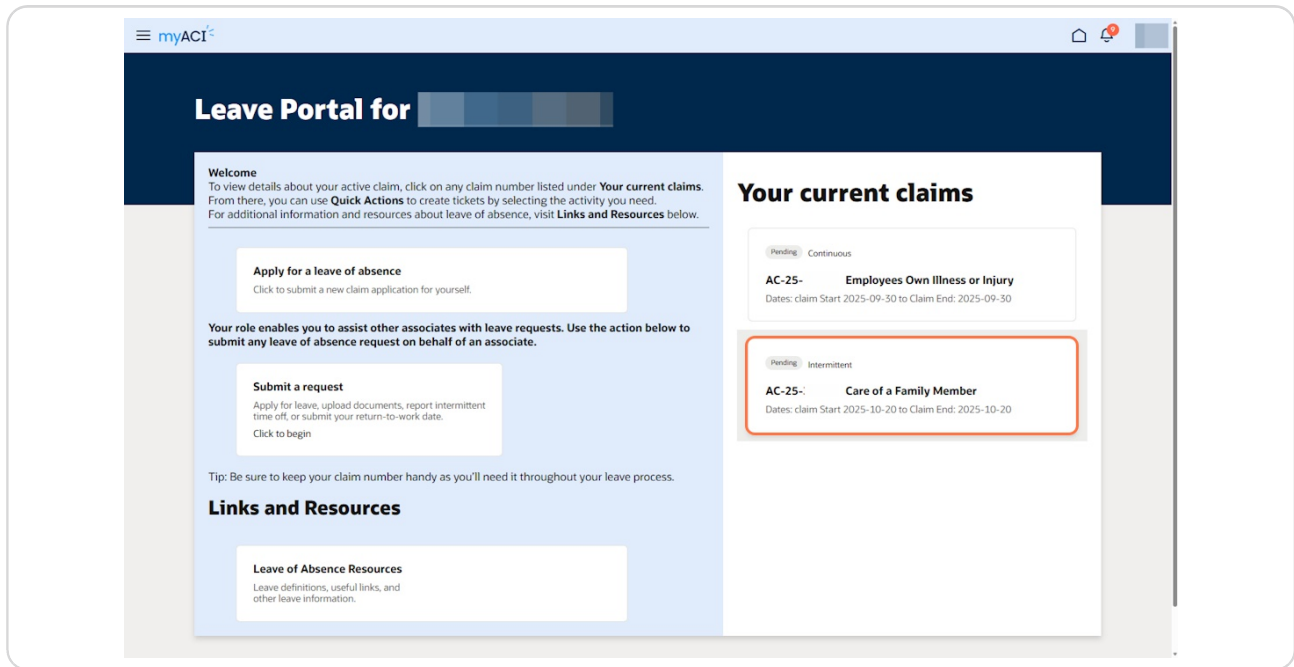 myACI
9
Leave Portal for
Welcome
To view details about your active claim, click on any claim number listed under Your current claims.
From there, you can use Quick Actions to create tickets by selecting the activity you need.
For additional information and resources about leave of absence, visit Links and Resources below.
Apply for a leave of absence
Click to submit a new claim application for yourself.
Your role enables you to assist other associates with leave requests. Use the action below to
submit any leave of absence request on behalf of an associate.
Submit a request
Apply for leave, upload documents, report intermittent
time off, or submit your return-to-work date.
Click to begin
Tip: Be sure to keep your claim number handy as you'll need it throughout your leave process.
Links and Resources
Leave of Absence Resources
Leave definitions, useful links, and
other leave information.
Your current claims
Pending Continuous
AC-25- Employees Own Illness or Injury
Dates: claim Start 2025-09-30 to Claim End: 2025-09-30
Pending Intermittent
AC-25- Care of a Family Member
Dates: claim Start 2025-10-20 to Claim End: 2025-10-20